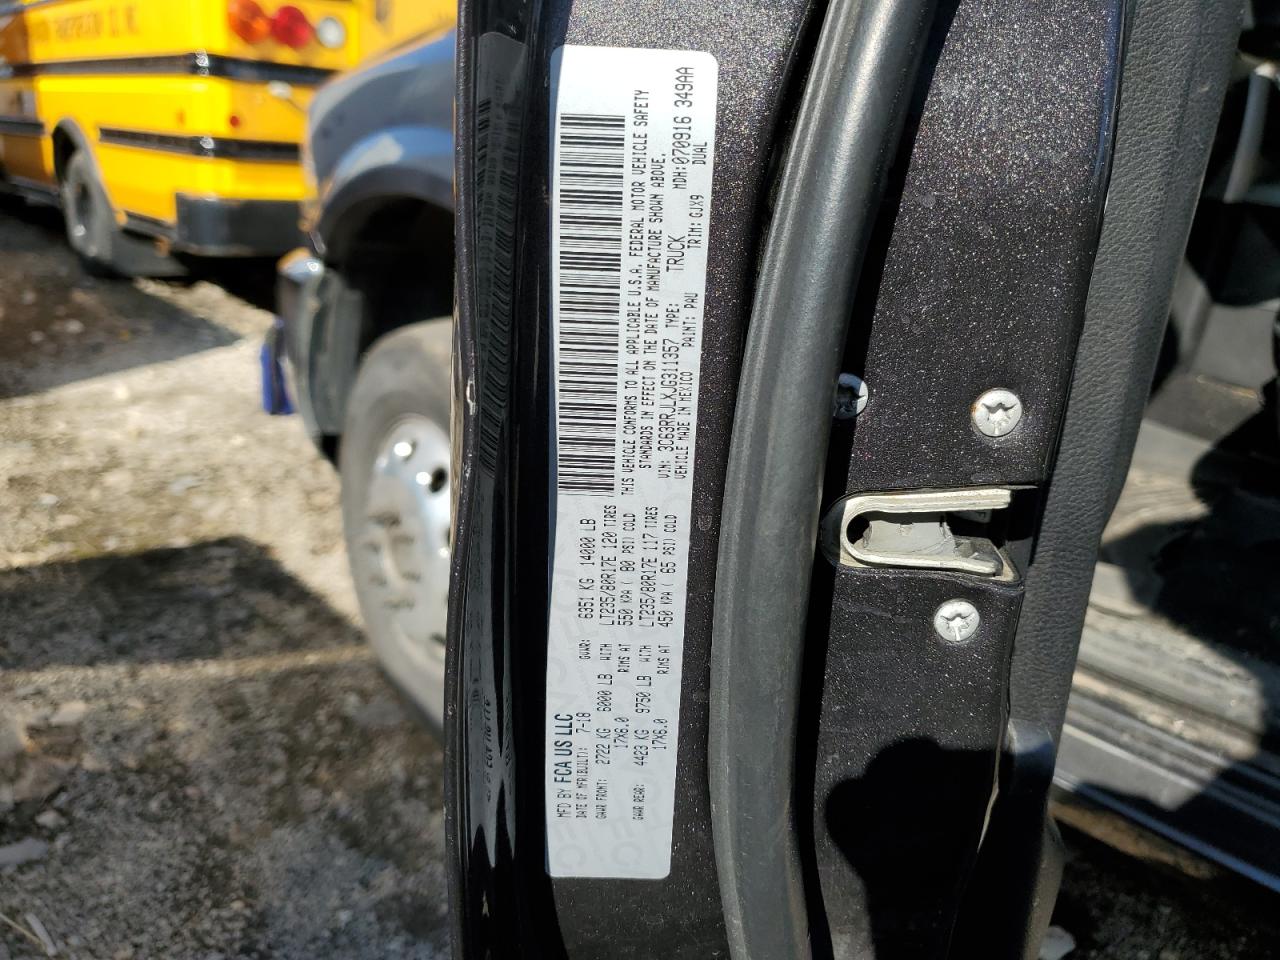 MFD BY FCA US LLC
DATE OF MFR(BUILT): 7-18 GVWR: 6351 KG 14000 LB
GAWR FRONT: 2722 KG 6000 LB WITH LT235/80R17E 120 TIRES
17X6.0 RIMS AT 550 KPA ( 80 PSI) COLD
GAWR REAR: 4423 KG 9750 LB WITH LT235/80R17E 117 TIRES
17X6.0 RIMS AT 450 KPA ( 65 PSI) COLD
THIS VEHICLE CONFORMS TO ALL APPLICABLE U.S.A. FEDERAL MOTOR VEHICLE SAFETY
STANDARDS IN EFFECT ON THE DATE OF MANUFACTURE SHOWN ABOVE.
VIN: 3C63RRJLXJG311357 TYPE: TRUCK MDH:070916 349AA
VEHICLE MADE IN MEXICO PAINT: PAU TRIM: GJX9 DUAL